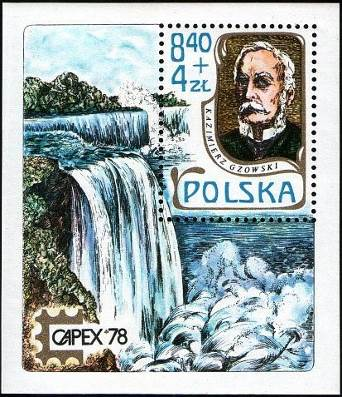 8.40
+
4 ZŁ
KAZIMIERZ GZOWSKI
POLSKA
CAPEX '78